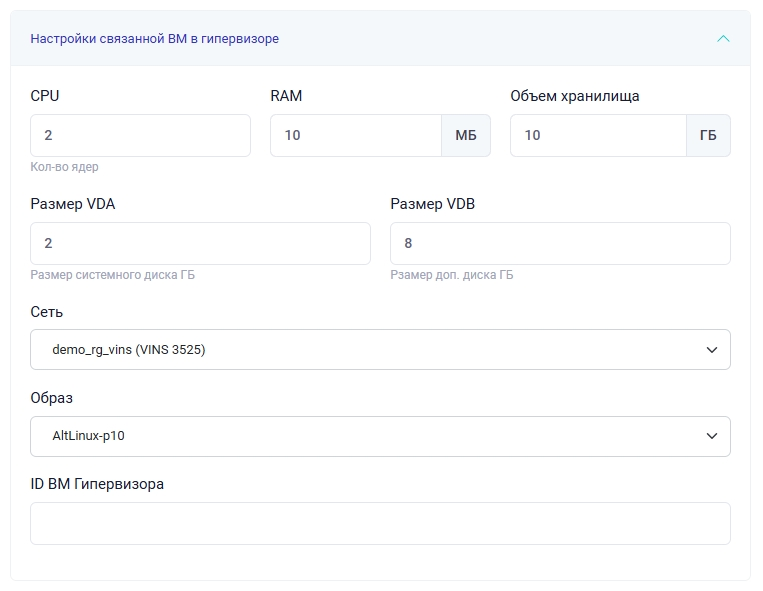 Настройки связанной ВМ в гипервизоре
CPU RAM Объем хранилища
2 10 МБ 10 ГБ
Кол-во ядер
Размер VDA Размер VDB
2 8
Размер системного диска ГБ Рзамер доп. диска ГБ
Сеть
demo_rg_vins (VINS 3525)
Образ
AltLinux-p10
ID ВМ Гипервизора